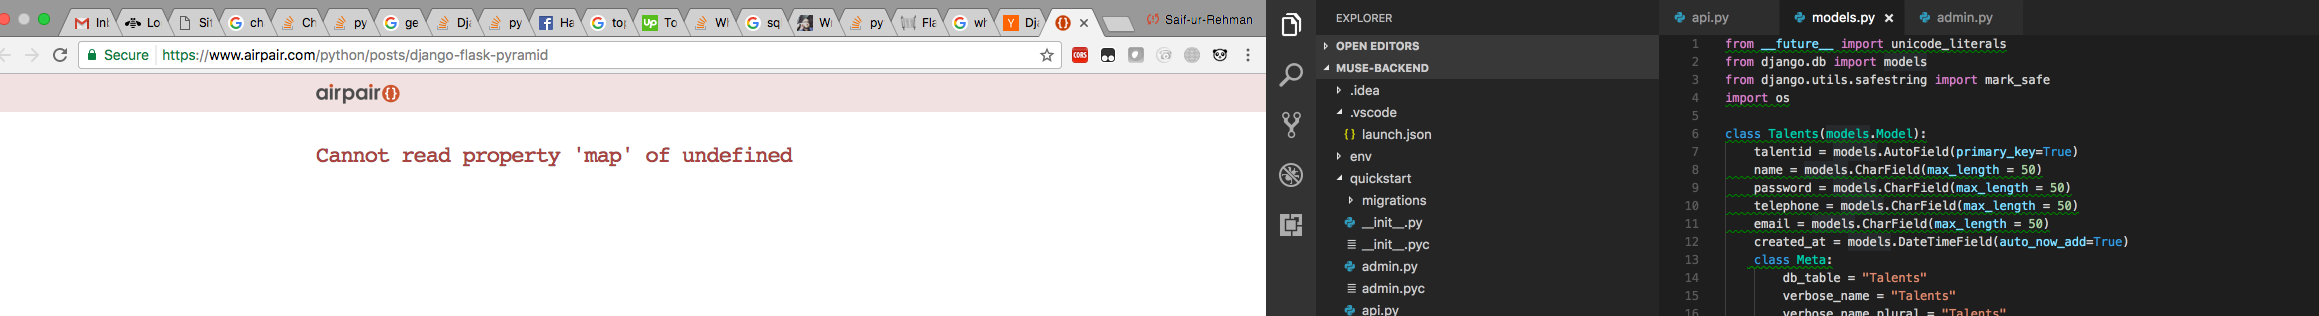 Inl
Lo
Sit
ch
Ch
py
ge
Dja
py
Ha
top
To
Wl
sq
Wr
py
Fla
wh
Dja
Saif-ur-Rehman
Secure
https://www.airpair.com/python/posts/django-flask-pyramid
CORS
airpair{}
Cannot read property 'map' of undefined
EXPLORER
OPEN EDITORS
MUSE-BACKEND
.idea
.vscode
{} launch.json
env
quickstart
migrations
__init__.py
__init__.pyc
admin.py
admin.pyc
api.py
api.py
models.py
admin.py
1 from __future__ import unicode_literals
2 from django.db import models
3 from django.utils.safestring import mark_safe
4 import os
5
6 class Talents(models.Model):
7 talentid = models.AutoField(primary_key=True)
8 name = models.CharField(max_length = 50)
9 password = models.CharField(max_length = 50)
10 telephone = models.CharField(max_length = 50)
11 email = models.CharField(max_length = 50)
12 created_at = models.DateTimeField(auto_now_add=True)
13 class Meta:
14 db_table = "Talents"
15 verbose_name = "Talents"
16 verbose_name_plural = "Talents"